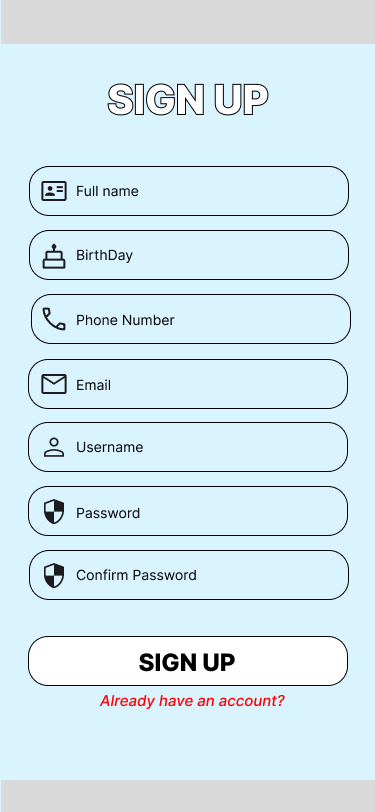 SIGN UP
Full name
BirthDay
Phone Number
Email
Username
Password
Confirm Password
SIGN UP
Already have an account?